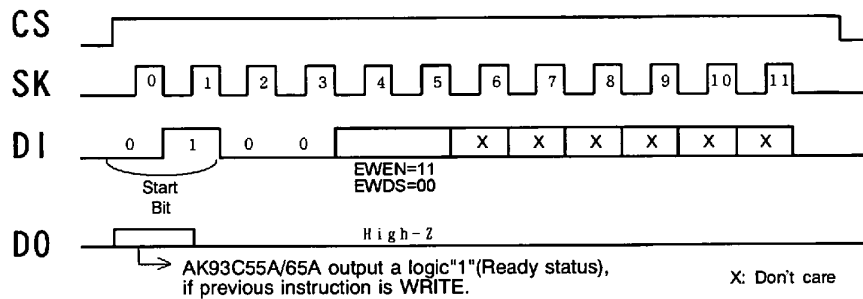 CS
SK 0 1 2 3 4 5 6 7 8 9 10 11
DI 0 1 0 0 X X X X X X
EWEN=11
EWDS=00
Start
Bit
DO High-Z
AK93C55A/65A output a logic"1"(Ready status),
if previous instruction is WRITE.
X: Don't care